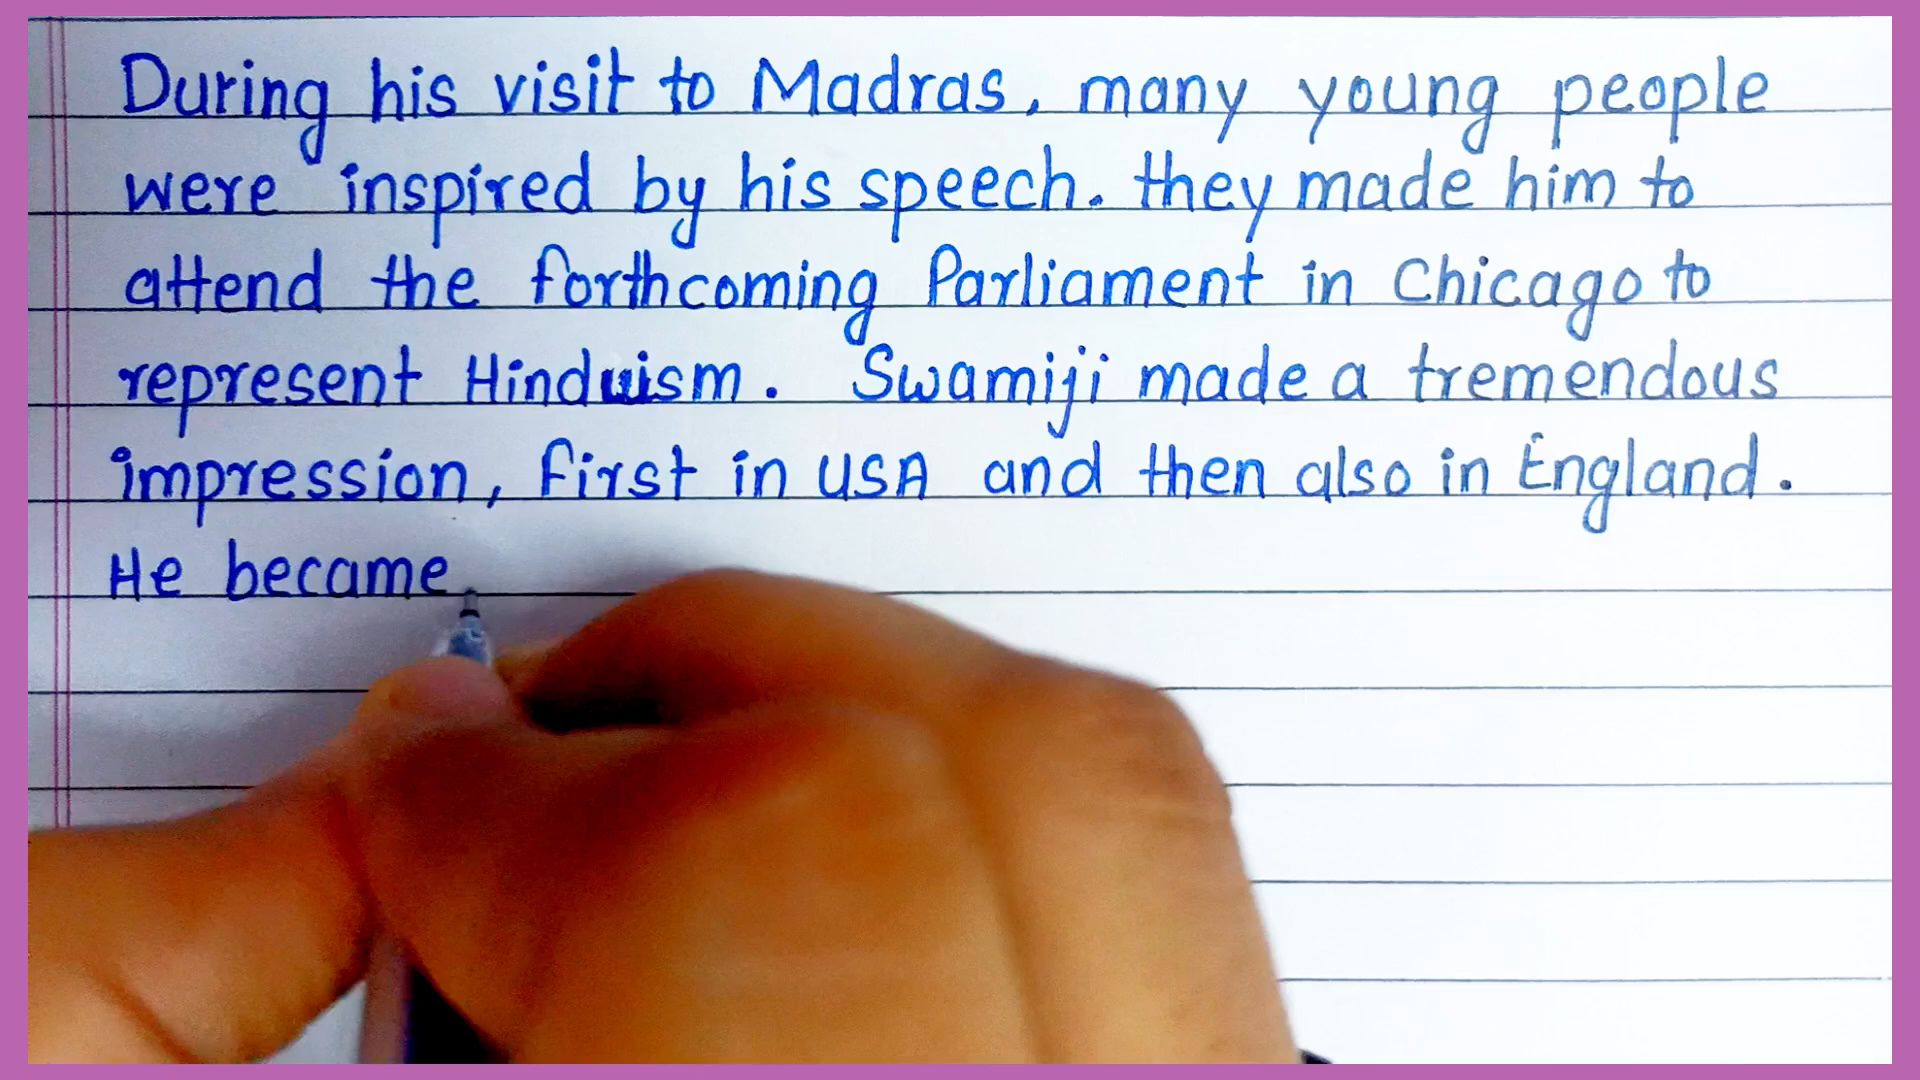 During his visit to Madras, many young people
were inspired by his speech. they made him to
attend the forthcoming Parliament in Chicago to
represent Hinduism. Swamiji made a tremendous
impression, first in USA and then also in England.
He became